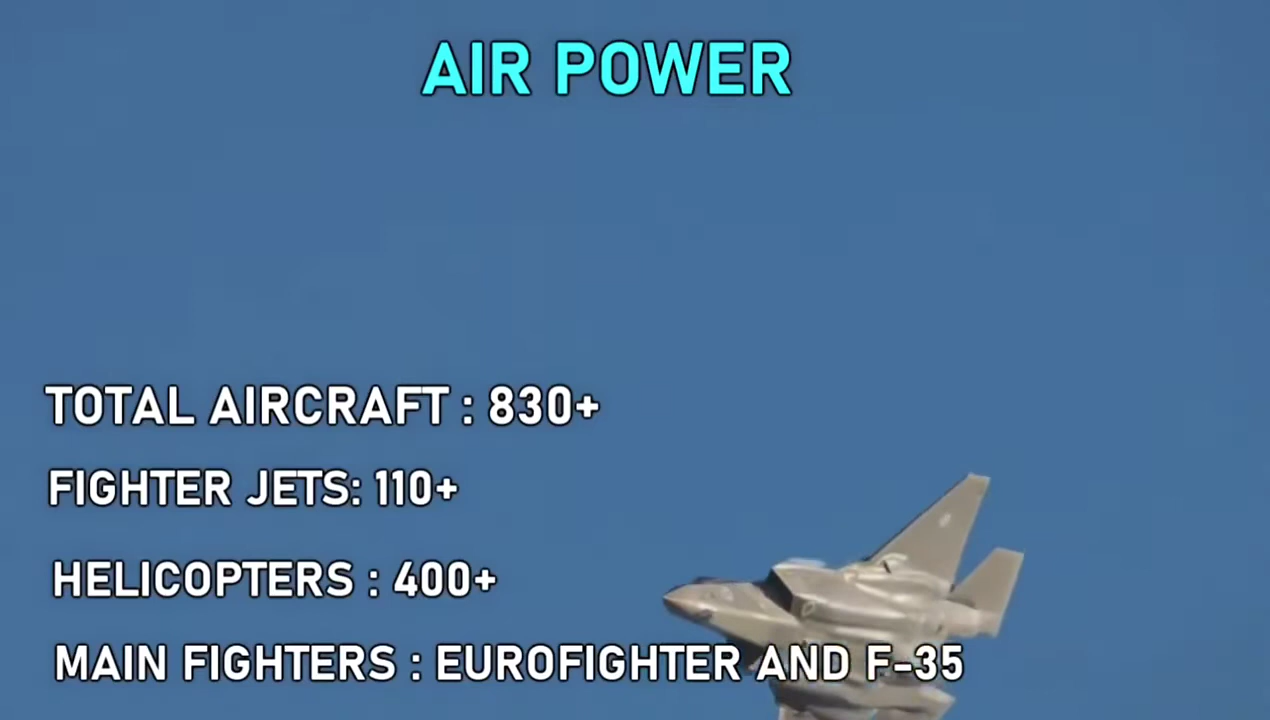 AIR POWER
TOTAL AIRCRAFT : 830+
FIGHTER JETS: 110+
HELICOPTERS : 400+
MAIN FIGHTERS : EUROFIGHTER AND F-35